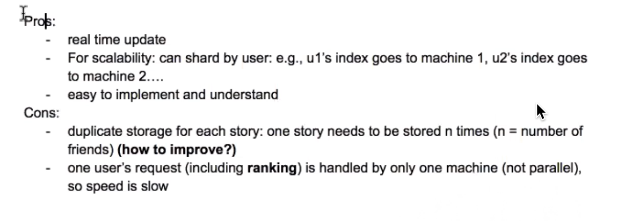 Pros:
- real time update
- For scalability: can shard by user: e.g., u1's index goes to machine 1, u2's index goes
to machine 2….
- easy to implement and understand
Cons:
- duplicate storage for each story: one story needs to be stored n times (n = number of
friends) (how to improve?)
- one user's request (including ranking) is handled by only one machine (not parallel),
so speed is slow